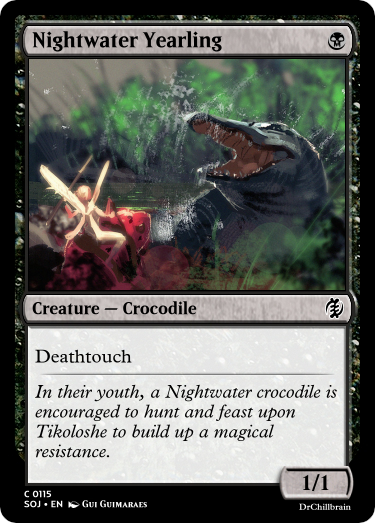 Nightwater Yearling
Creature — Crocodile
Deathtouch
In their youth, a Nightwater crocodile is
encouraged to hunt and feast upon
Tikoloshe to build up a magical
resistance.
1/1
C 0115
SOJ • EN Gui Guimaraes
DrChillbrain